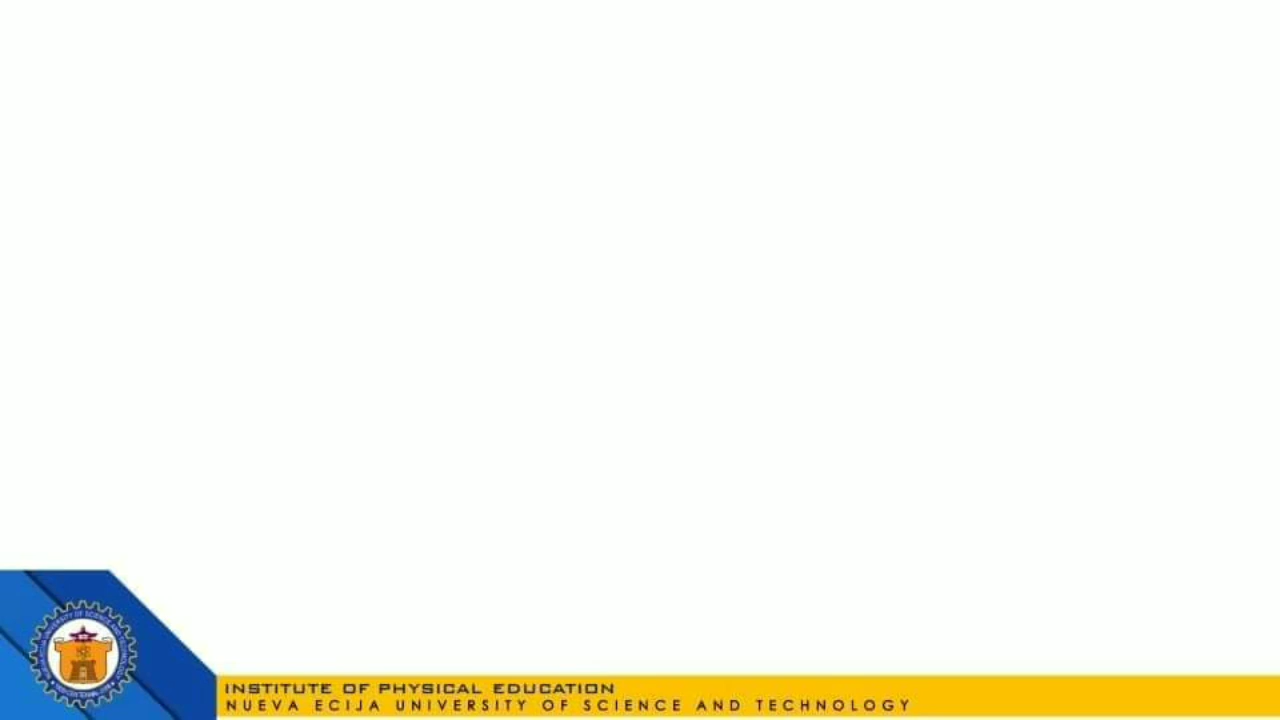 INSTITUTE OF PHYSICAL EDUCATION
NUEVA ECIJA UNIVERSITY OF SCIENCE AND TECHNOLOGY